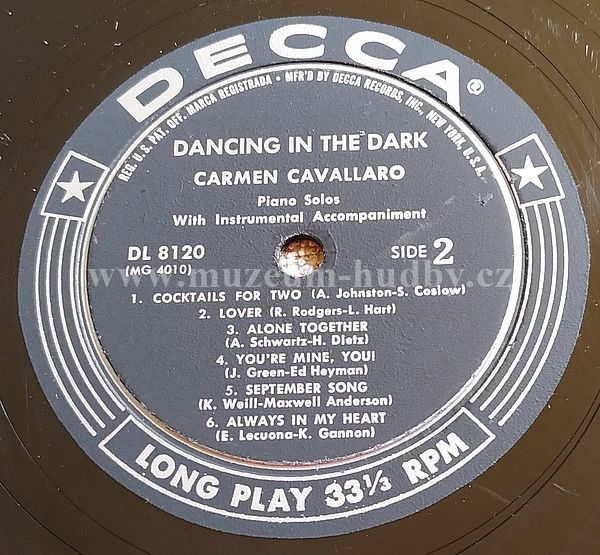 DECCA®
REG. U.S. PAT. OFF. MARCA REGISTRADA • MFR'D BY DECCA RECORDS, INC., NEW YORK, U.S.A.
DANCING IN THE DARK
CARMEN CAVALLARO
Piano Solos
With Instrumental Accompaniment
DL 8120
SIDE 2
(MG 4010)
www.muzeum-hudby.cz
1. COCKTAILS FOR TWO (A. Johnston-S. Coslow)
2. LOVER (R. Rodgers-L. Hart)
3. ALONE TOGETHER
(A. Schwartz-H. Dietz)
4. YOU'RE MINE, YOU!
(J. Green-Ed Heyman)
5. SEPTEMBER SONG
(K. Weill-Maxwell Anderson)
6. ALWAYS IN MY HEART
(E. Lecuona-K. Gannon)
LONG PLAY 33⅓ RPM